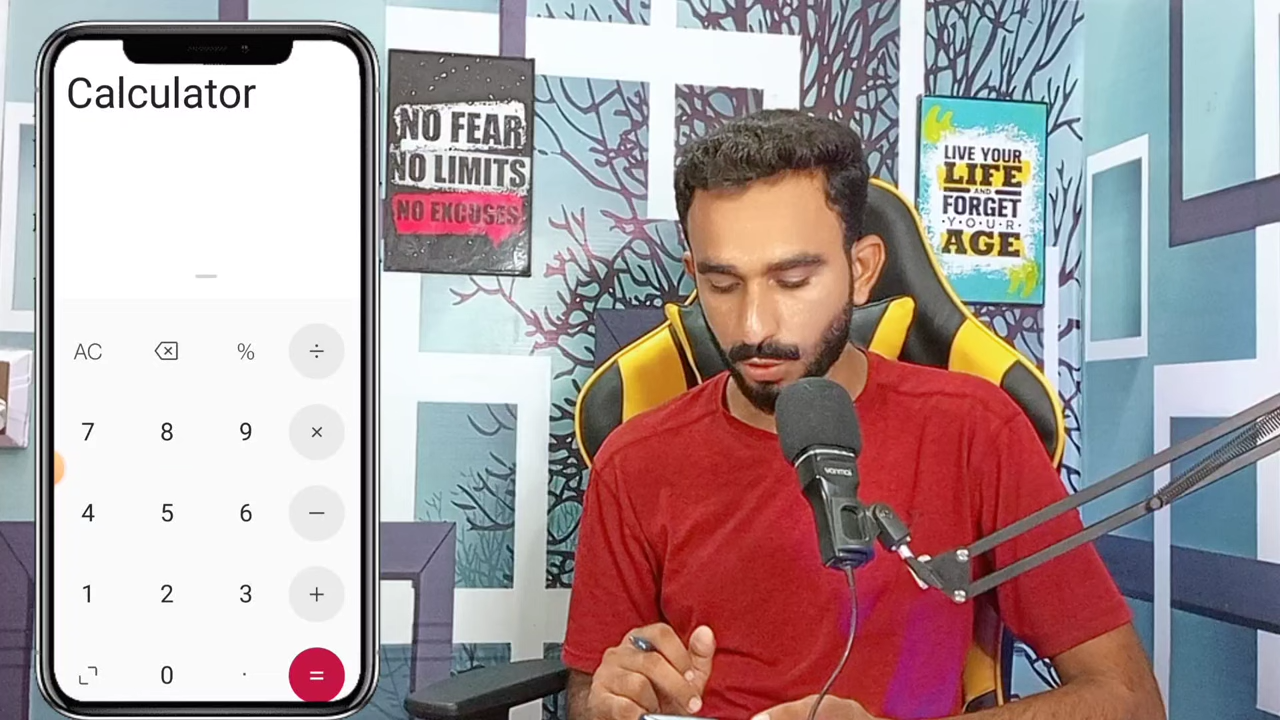 Calculator
AC % ÷
7 8 9 ×
4 5 6 −
1 2 3 +
0 . =
NO FEAR
NO LIMITS
NO EXCUSES
LIVE YOUR
LIFE
AND
FORGET
·Y·O·U·R·
AGE